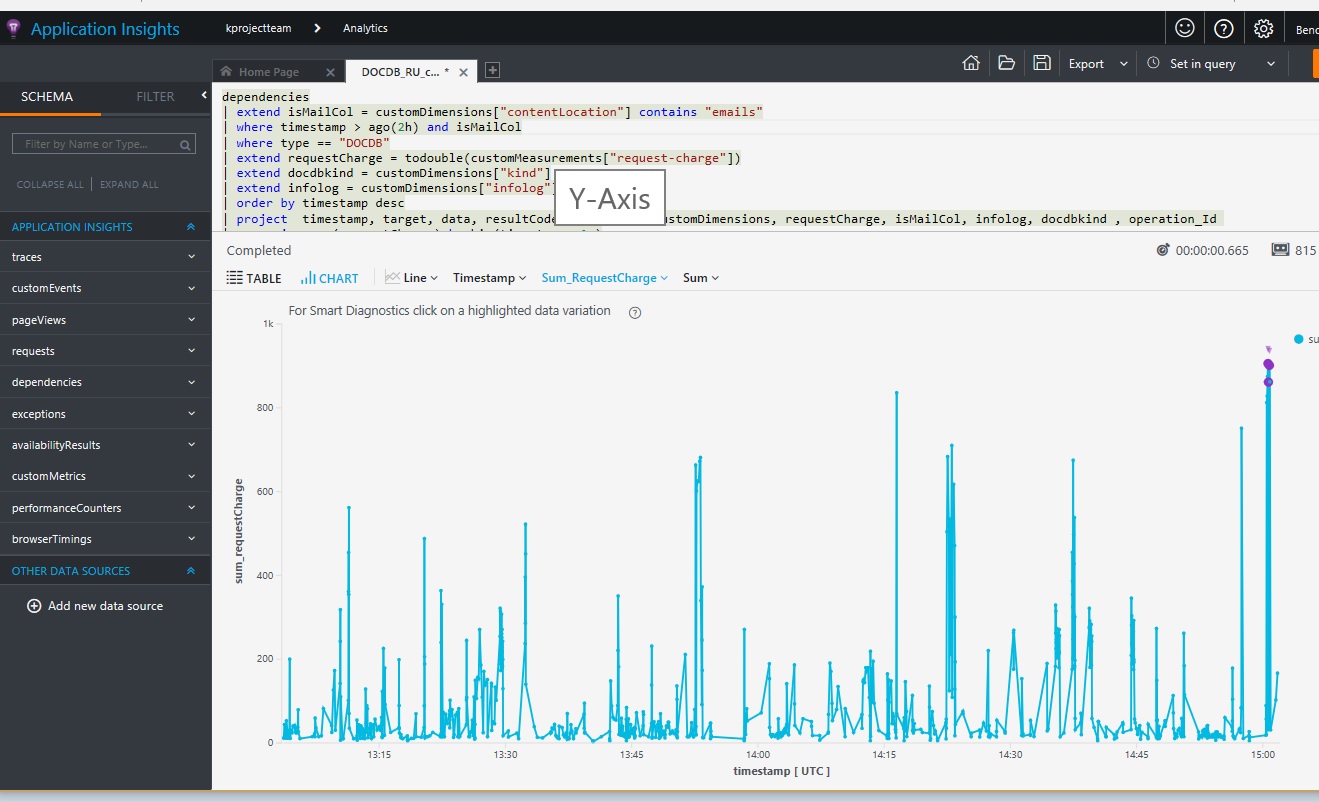 Application Insights kprojectteam Analytics
Home Page DOCDB_RU_c... * Export Set in query
SCHEMA FILTER
Filter by Name or Type...
COLLAPSE ALL EXPAND ALL
APPLICATION INSIGHTS
traces
customEvents
pageViews
requests
dependencies
exceptions
availabilityResults
customMetrics
performanceCounters
browserTimings
OTHER DATA SOURCES
Add new data source
dependencies
| extend isMailCol = customDimensions["contentLocation"] contains "emails"
| where timestamp > ago(2h) and isMailCol
| where type == "DOCDB"
| extend requestCharge = todouble(customMeasurements["request-charge"])
| extend docdbkind = customDimensions["kind"]
| extend infolog = customDimensions["infolog"
| order by timestamp desc
| project timestamp, target, data, resultCode customDimensions, requestCharge, isMailCol, infolog, docdbkind , operation_Id
Y-Axis
Completed 00:00:00.665 815
TABLE CHART Line Timestamp Sum_RequestCharge Sum
For Smart Diagnostics click on a highlighted data variation
1k
800
600
400
200
0
sum_requestCharge
13:15 13:30 13:45 14:00 14:15 14:30 14:45 15:00
timestamp [ UTC ]